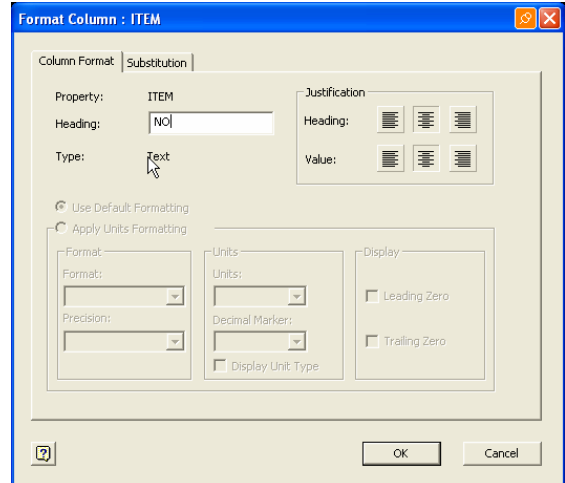 Format Column : ITEM
Column Format Substitution
Property: ITEM
Heading: NO
Type: Text
Justification
Heading:
Value:
Use Default Formatting
Apply Units Formatting
Format
Format:
Precision:
Units
Units:
Decimal Marker:
Display Unit Type
Display
Leading Zero
Trailing Zero
OK Cancel